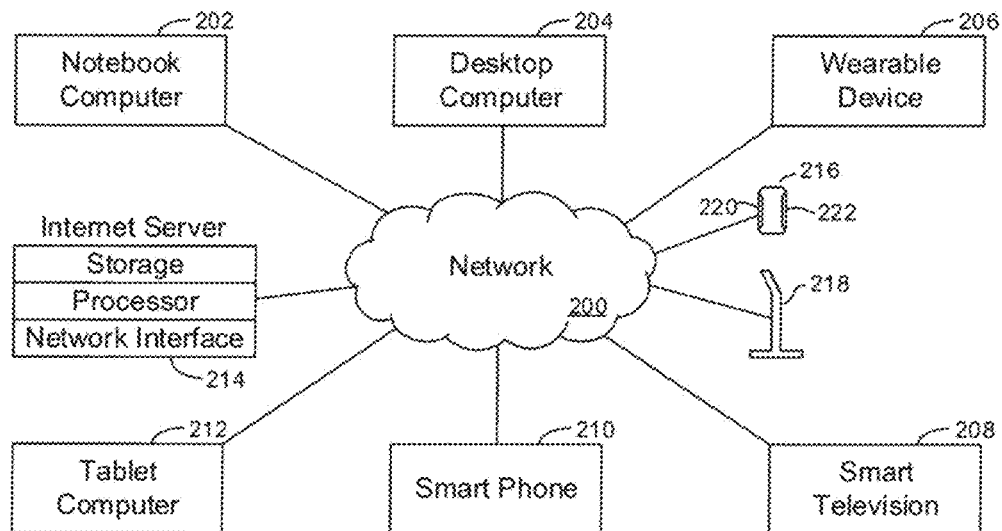 202
204
206
Notebook
Computer
Desktop
Computer
Wearable
Device
216
220
222
Internet Server
Storage
Processor
Network Interface
214
Network
200
218
212
210
208
Tablet
Computer
Smart Phone
Smart
Television